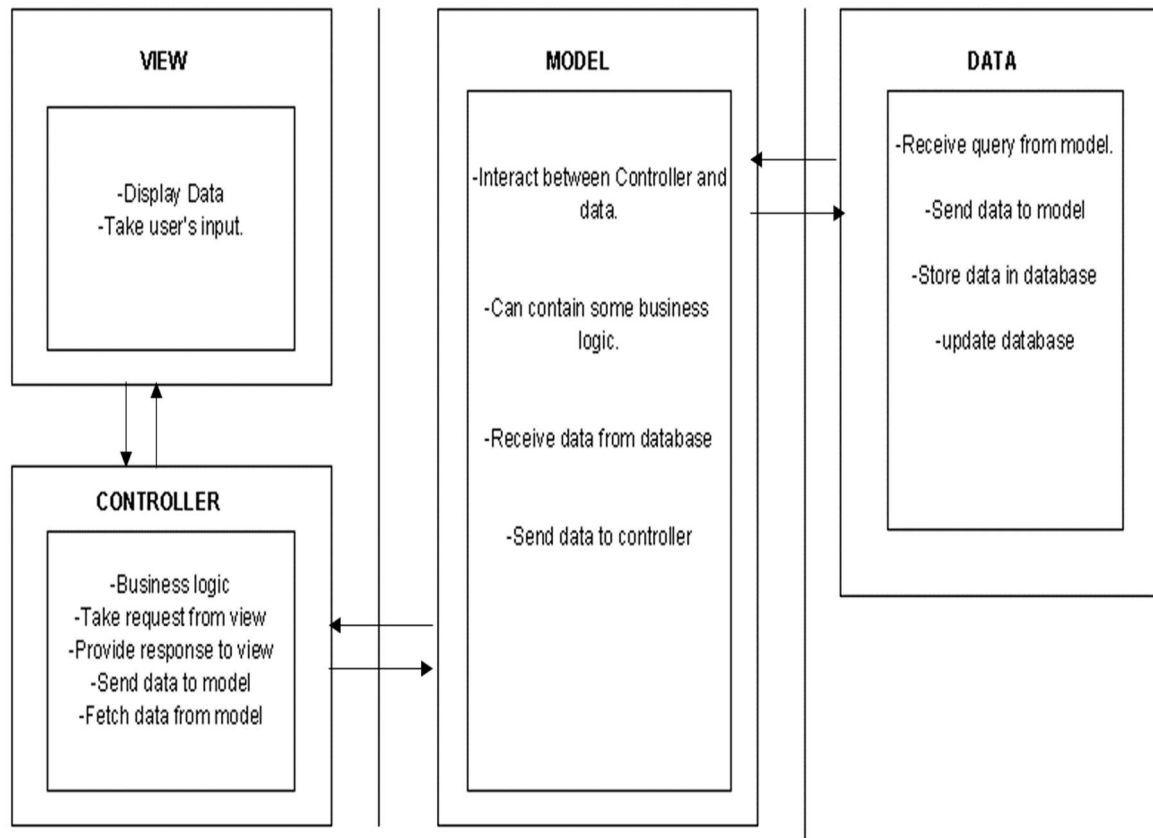 VIEW
-Display Data
-Take user's input.
CONTROLLER
-Business logic
-Take request from view
-Provide response to view
-Send data to model
-Fetch data from model
MODEL
-Interact between Controller and
data.
-Can contain some business
logic.
-Receive data from database
-Send data to controller
DATA
-Receive query from model.
-Send data to model
-Store data in database
-update database